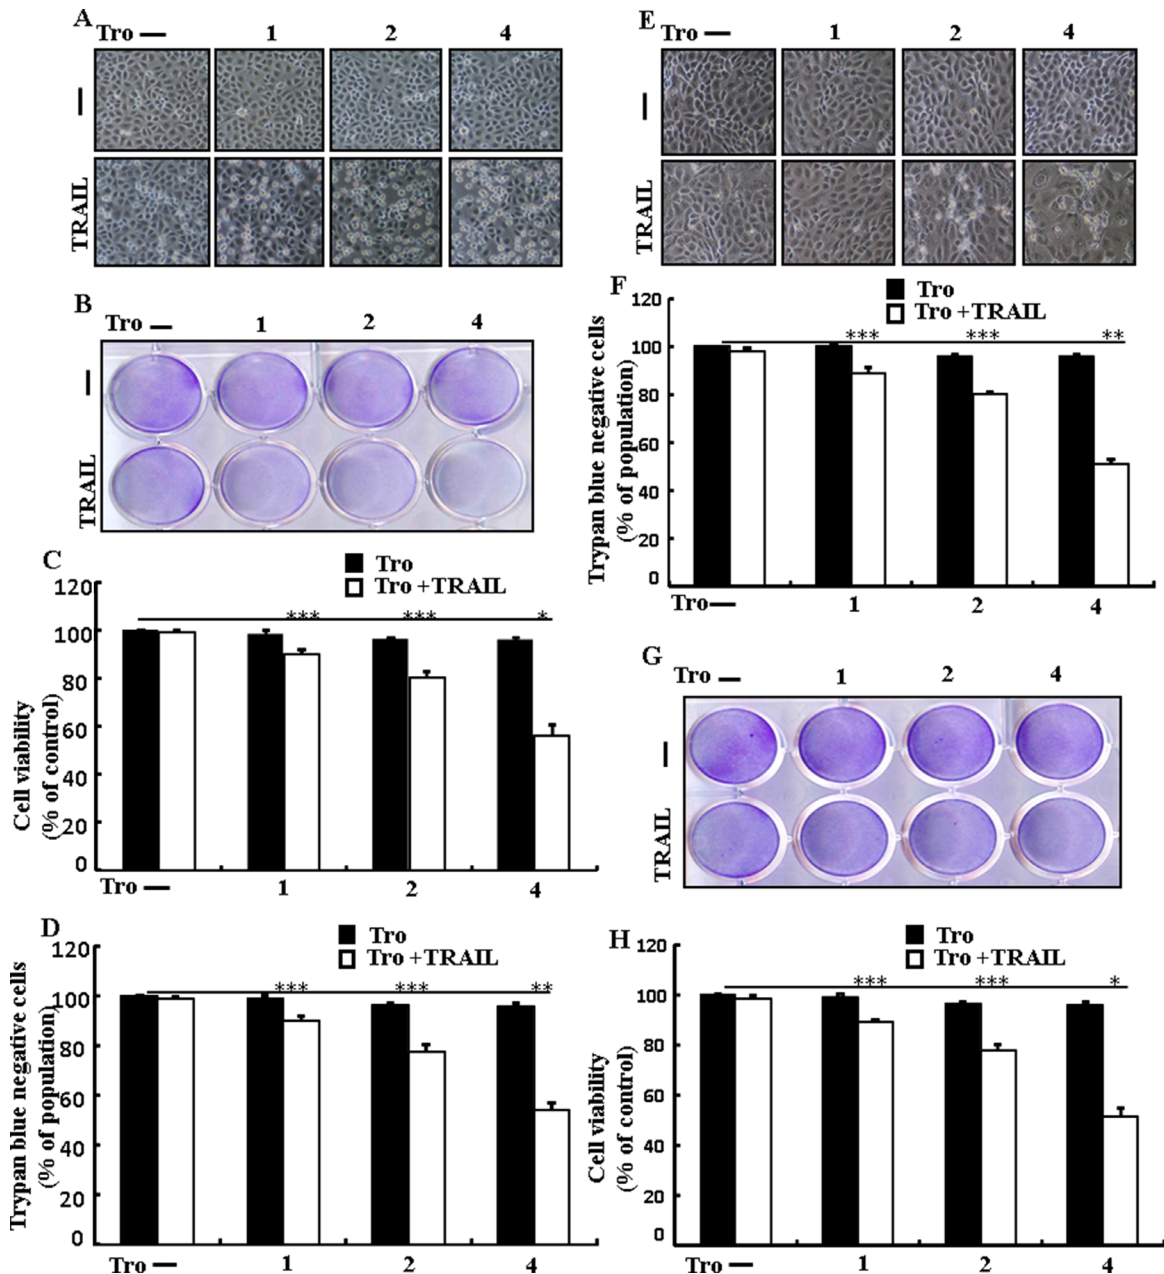 A
Tro — 1 2 4
—
TRAIL
B
Tro — 1 2 4
—
TRAIL
C
Tro
Tro +TRAIL
Cell viability
(% of control)
120
100
80
60
40
20
0
*** *** *
Tro — 1 2 4
D
Tro
Tro +TRAIL
Trypan blue negative cells
(% of population)
120
100
80
60
40
20
0
*** *** **
Tro — 1 2 4
E
Tro — 1 2 4
—
TRAIL
F
Tro
Tro +TRAIL
Trypan blue negative cells
(% of population)
120
100
80
60
40
20
0
*** *** **
Tro — 1 2 4
G
Tro — 1 2 4
—
TRAIL
H
Tro
Tro +TRAIL
Cell viability
(% of control)
120
100
80
60
40
20
0
*** *** *
Tro — 1 2 4